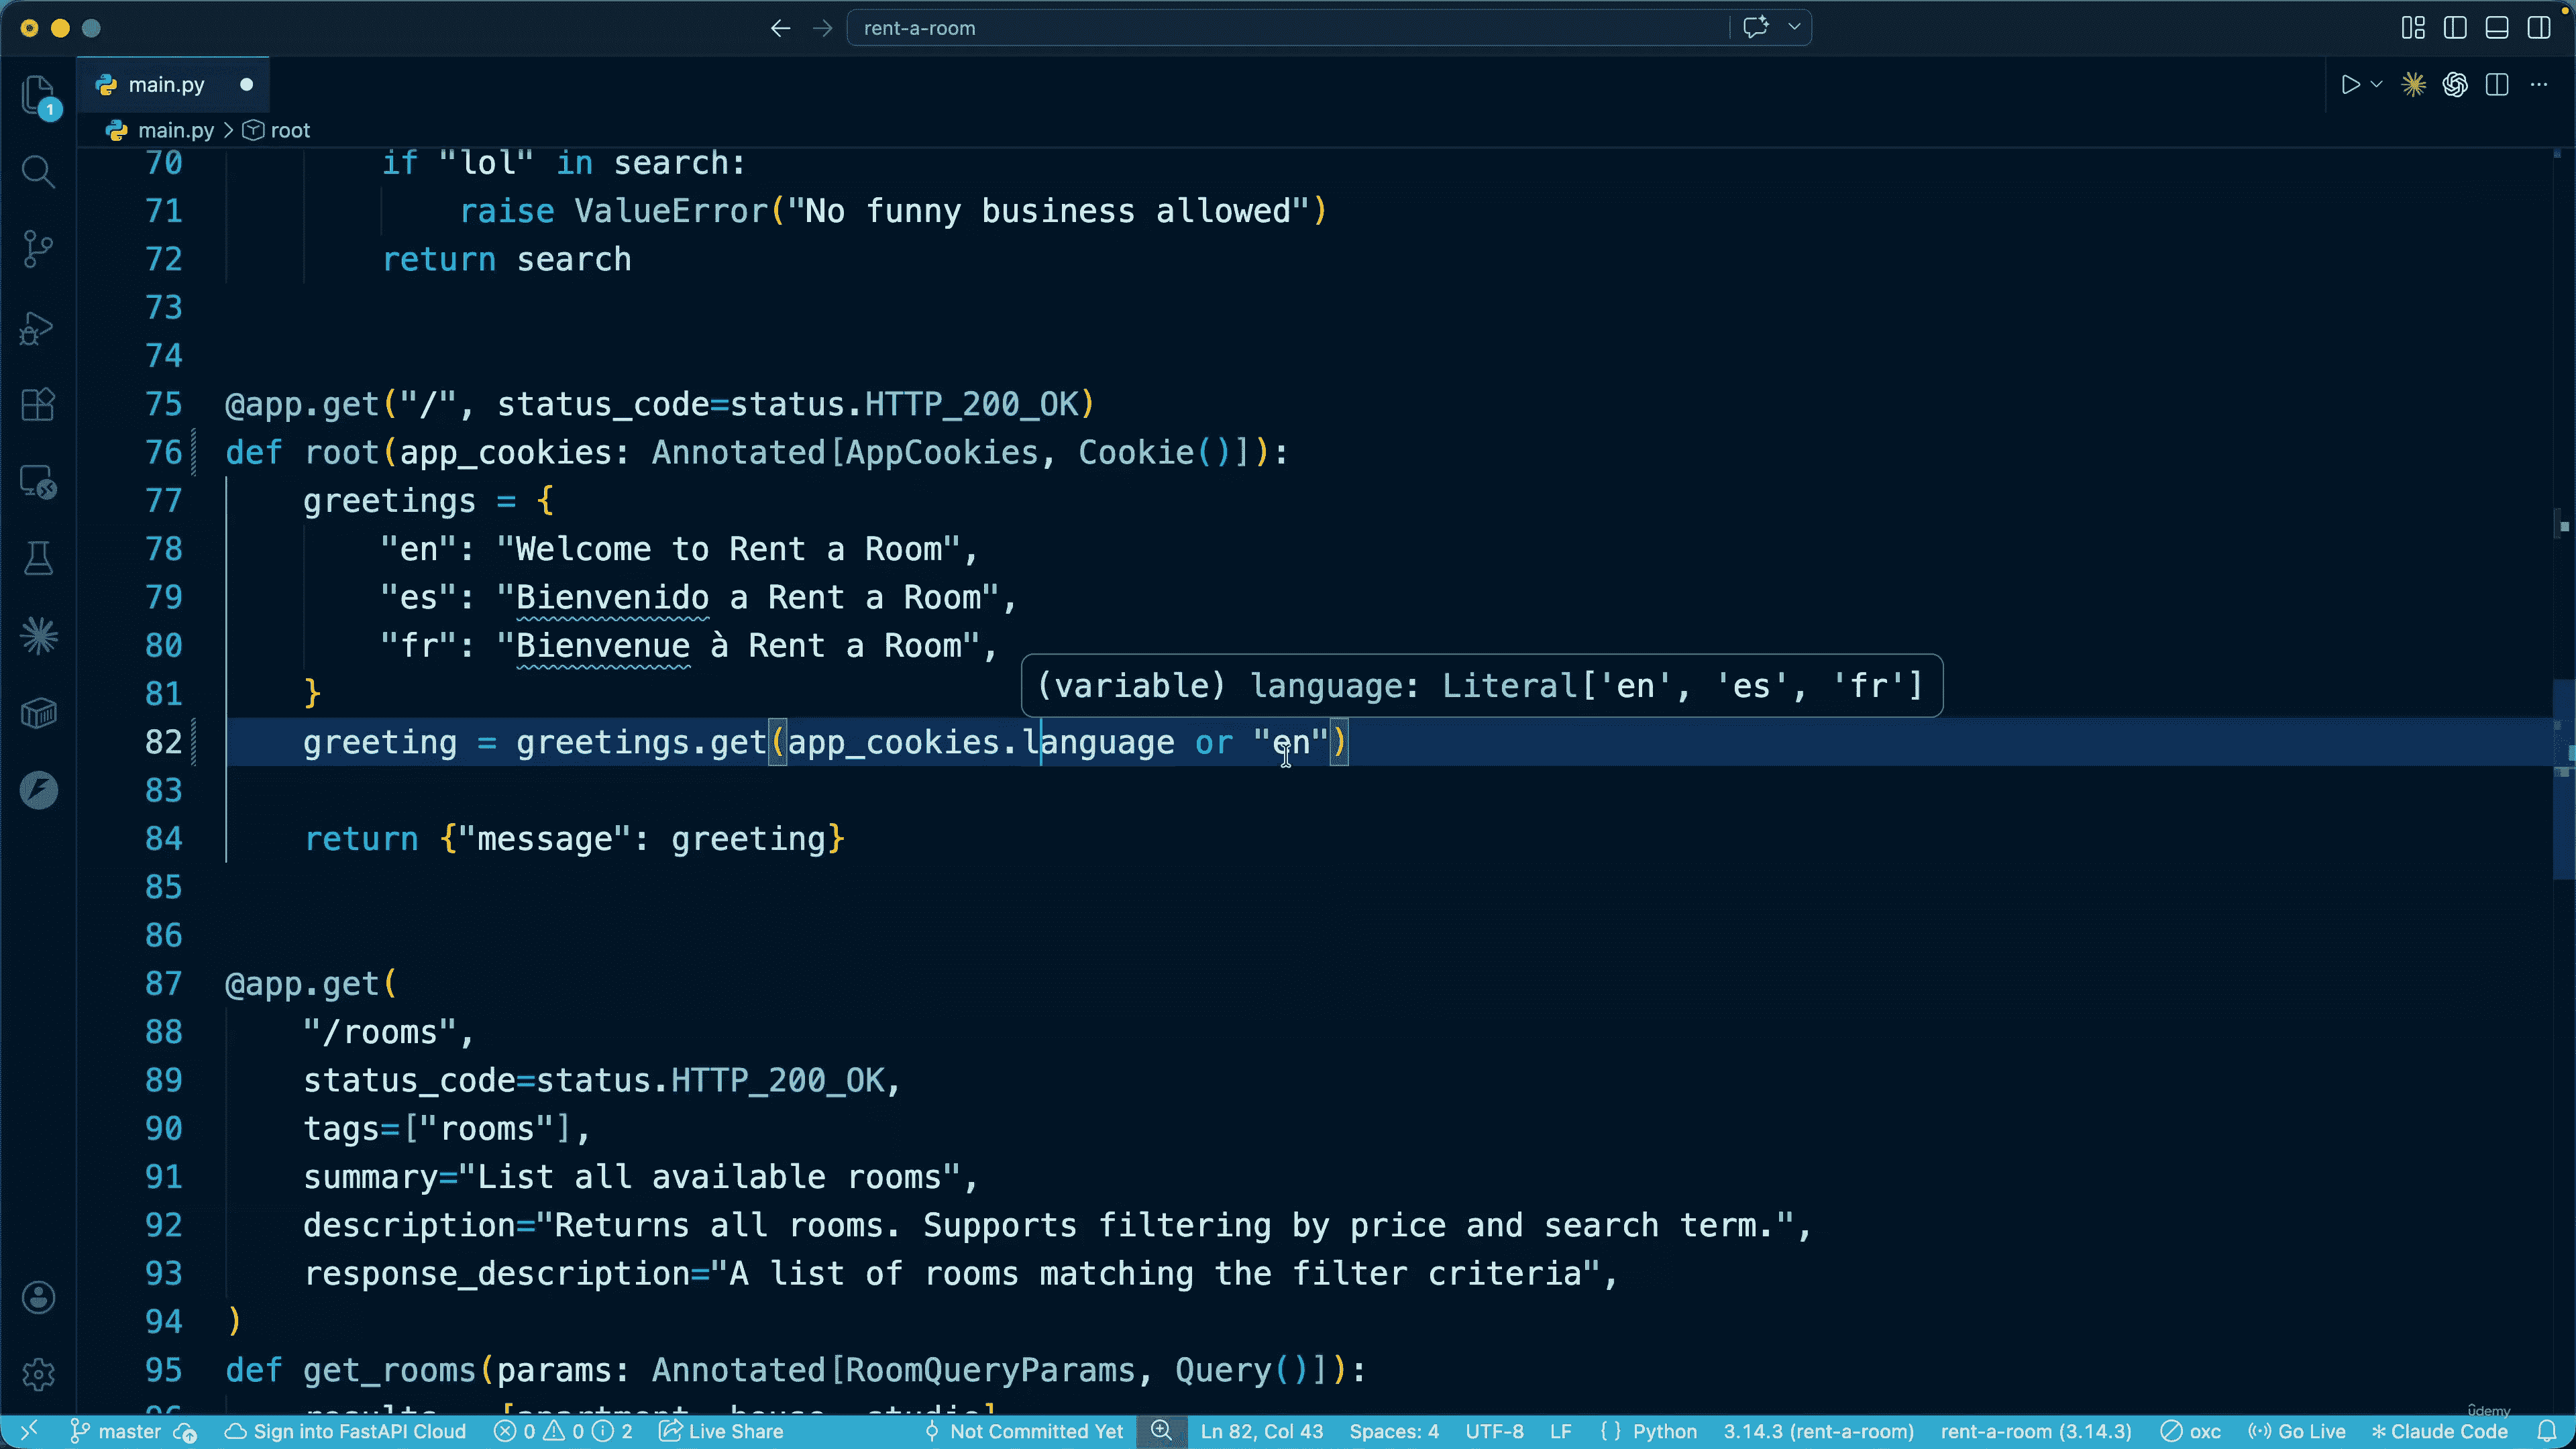 rent-a-room
1
main.py
main.py > root
70 if "lol" in search:
71 raise ValueError("No funny business allowed")
72 return search
73
74
75 @app.get("/", status_code=status.HTTP_200_OK)
76 def root(app_cookies: Annotated[AppCookies, Cookie()]):
77 greetings = {
78 "en": "Welcome to Rent a Room",
79 "es": "Bienvenido a Rent a Room",
80 "fr": "Bienvenue à Rent a Room",
(variable) language: Literal['en', 'es', 'fr']
81 }
82 greeting = greetings.get(app_cookies.language or "en")
83
84 return {"message": greeting}
85
86
87 @app.get(
88 "/rooms",
89 status_code=status.HTTP_200_OK,
90 tags=["rooms"],
91 summary="List all available rooms",
92 description="Returns all rooms. Supports filtering by price and search term.",
93 response_description="A list of rooms matching the filter criteria",
94 )
95 def get_rooms(params: Annotated[RoomQueryParams, Query()]):
ûdemy
master Sign into FastAPI Cloud 0 0 2 Live Share Not Committed Yet Ln 82, Col 43 Spaces: 4 UTF-8 LF { } Python 3.14.3 (rent-a-room) rent-a-room (3.14.3) oxc Go Live Claude Code